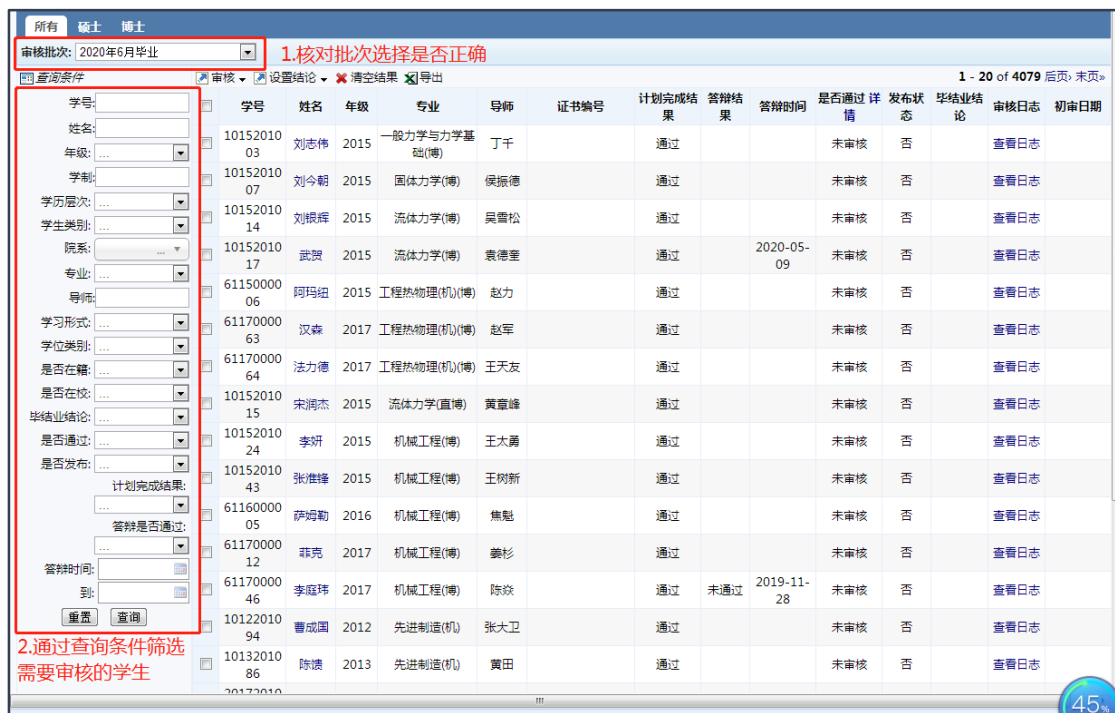 所有 硕士 博士
审核批次: 2020年6月毕业
1.核对批次选择是否正确
查询条件
审核 设置结论 清空结果 导出 1 - 20 of 4079 后页› 末页»
学号:
姓名:
年级: ...
学制:
学历层次: ...
学生类别: ...
院系: ...
专业: ...
导师:
学习形式: ...
学位类别: ...
是否在籍: ...
是否在校: ...
毕结业结论: ...
是否通过: ...
是否发布: ...
计划完成结果:
...
答辩是否通过:
...
答辩时间:
到:
重置 查询
2.通过查询条件筛选
需要审核的学生
学号 姓名 年级 专业 导师 证书编号 计划完成结果 答辩结果 答辩时间 是否通过 详情 发布状态 毕结业结论 审核日志 初审日期
1015201003 刘志伟 2015 一般力学与力学基础(博) 丁千 通过 未审核 否 查看日志
1015201007 刘今朝 2015 固体力学(博) 侯振德 通过 未审核 否 查看日志
1015201014 刘银辉 2015 流体力学(博) 吴雪松 通过 未审核 否 查看日志
1015201017 武贺 2015 流体力学(博) 袁德奎 通过 2020-05-09 未审核 否 查看日志
6115000006 阿玛纽 2015 工程热物理(机)(博) 赵力 通过 未审核 否 查看日志
6117000063 汉森 2017 工程热物理(机)(博) 赵军 通过 未审核 否 查看日志
6117000064 法力德 2017 工程热物理(机)(博) 王天友 通过 未审核 否 查看日志
1015201015 宋润杰 2015 流体力学(直博) 黄章峰 通过 未审核 否 查看日志
1015201024 李妍 2015 机械工程(博) 王太勇 通过 未审核 否 查看日志
1015201043 张淮锋 2015 机械工程(博) 王树新 通过 未审核 否 查看日志
6116000005 萨姆勒 2016 机械工程(博) 焦魁 通过 未审核 否 查看日志
6117000012 菲克 2017 机械工程(博) 姜杉 通过 未审核 否 查看日志
6117000046 李庭玮 2017 机械工程(博) 陈焱 通过 未通过 2019-11-28 未审核 否 查看日志
1012201094 曹成国 2012 先进制造(机) 张大卫 通过 未审核 否 查看日志
1013201086 陈馈 2013 先进制造(机) 黄田 通过 未审核 否 查看日志
45%